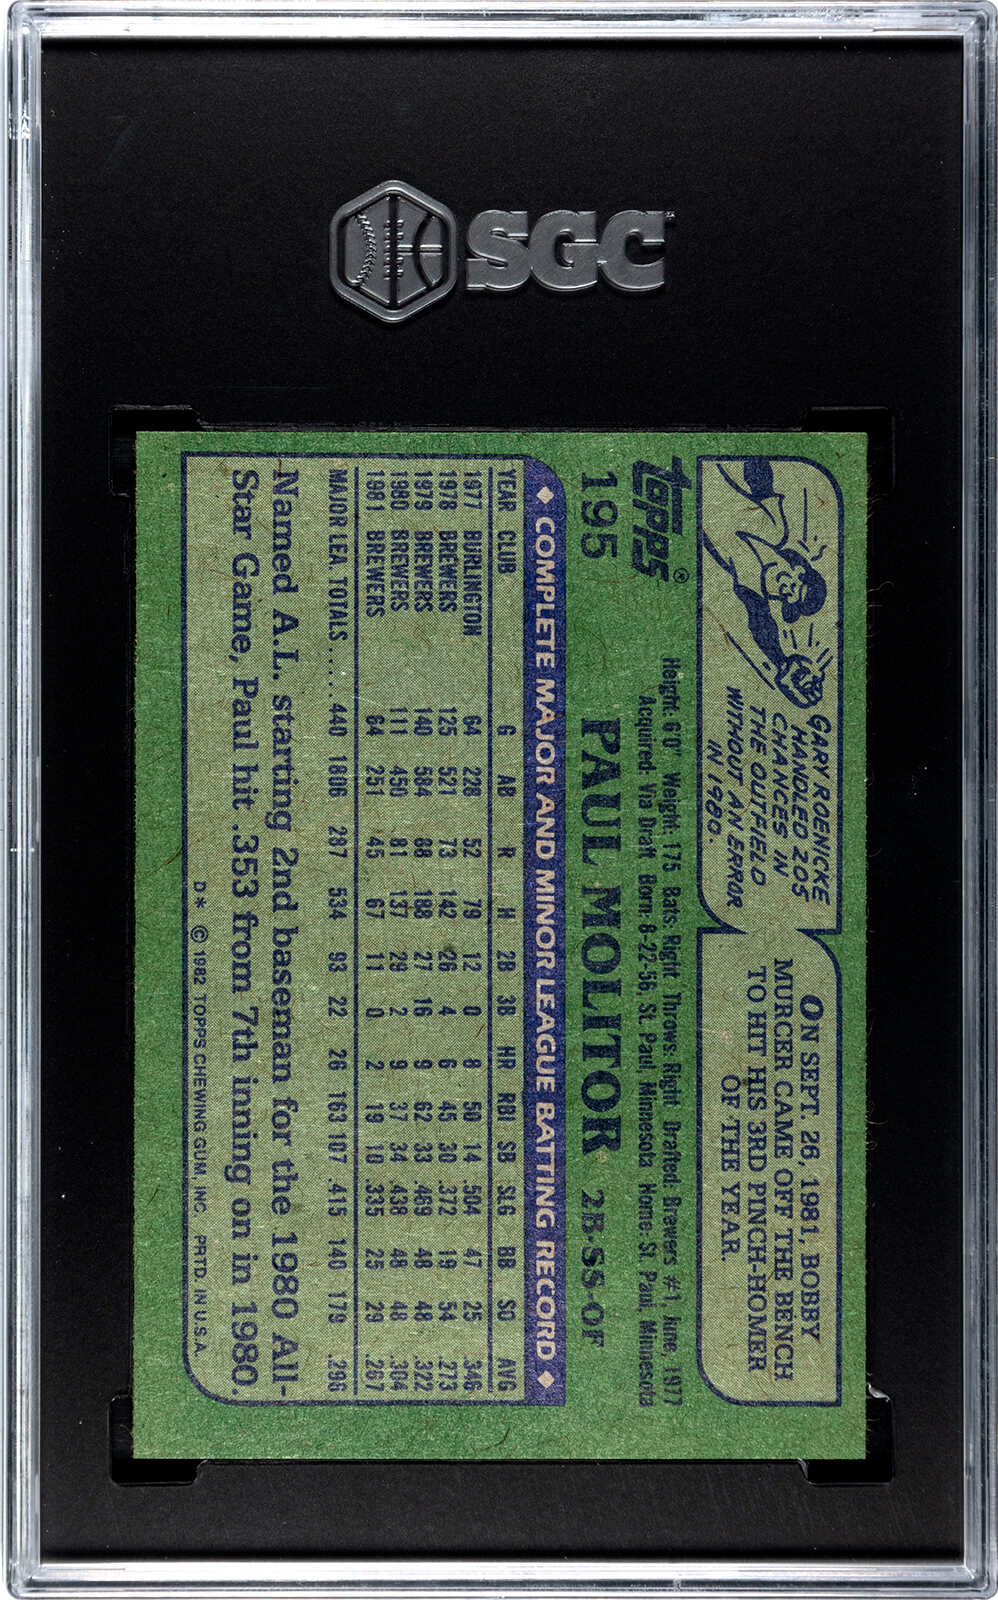 SGC
GARY ROENICKE
HANDLED 205
CHANCES IN
THE OUTFIELD
WITHOUT AN ERROR
IN 1980.
ON SEPT. 26, 1981, BOBBY
MURCER CAME OFF THE BENCH
TO HIT HIS 3RD PINCH-HOMER
OF THE YEAR.
Topps®
195
Height: 6'0" Weight: 175 Bats: Right Throws: Right Drafted: Brewers #1, June, 1977
Acquired: Via Draft Born: 8-22-56, St. Paul, Minnesota Home: St. Paul, Minnesota
PAUL MOLITOR 2B-SS-OF
◆ COMPLETE MAJOR AND MINOR LEAGUE BATTING RECORD ◆
YEAR CLUB G AB R H 2B 3B HR RBI SB SLG BB SO AVG
1977 BURLINGTON 64 228 52 79 12 0 8 50 14 .504 47 25 .346
1978 BREWERS 125 521 73 142 26 4 6 45 30 .372 19 54 .273
1979 BREWERS 140 584 88 188 27 16 9 62 33 .469 48 48 .322
1980 BREWERS 111 450 81 137 29 2 9 37 34 .438 48 48 .304
1981 BREWERS 64 251 45 67 11 0 2 19 10 .335 25 29 .267
MAJOR LEA. TOTALS..... 440 1806 287 534 93 22 26 163 107 .415 140 179 .296
Named A.L. starting 2nd baseman for the 1980 All-
Star Game, Paul hit .353 from 7th inning on in 1980.
D* © 1982 TOPPS CHEWING GUM, INC. PRTD. IN U.S.A.